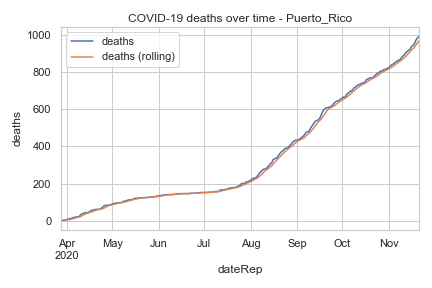 COVID-19 deaths over time - Puerto_Rico
deaths
deaths (rolling)
1000
800
600
400
200
0
deaths
Apr May Jun Jul Aug Sep Oct Nov
2020
dateRep